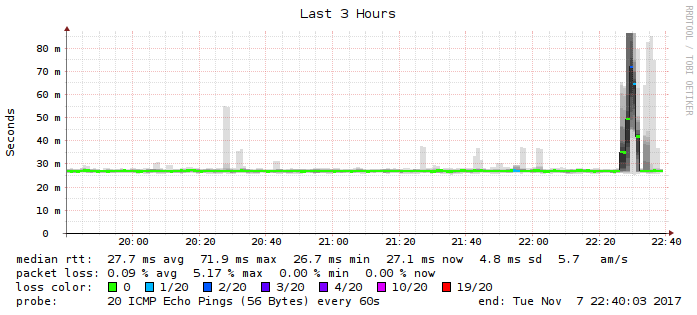 Last 3 Hours
RRDTOOL / TOBI OETIKER
Seconds
80 m
70 m
60 m
50 m
40 m
30 m
20 m
10 m
0
20:00 20:20 20:40 21:00 21:20 21:40 22:00 22:20 22:40
median rtt: 27.7 ms avg 71.9 ms max 26.7 ms min 27.1 ms now 4.8 ms sd 5.7 am/s
packet loss: 0.09 % avg 5.17 % max 0.00 % min 0.00 % now
loss color: 0 1/20 2/20 3/20 4/20 10/20 19/20
probe: 20 ICMP Echo Pings (56 Bytes) every 60s end: Tue Nov 7 22:40:03 2017